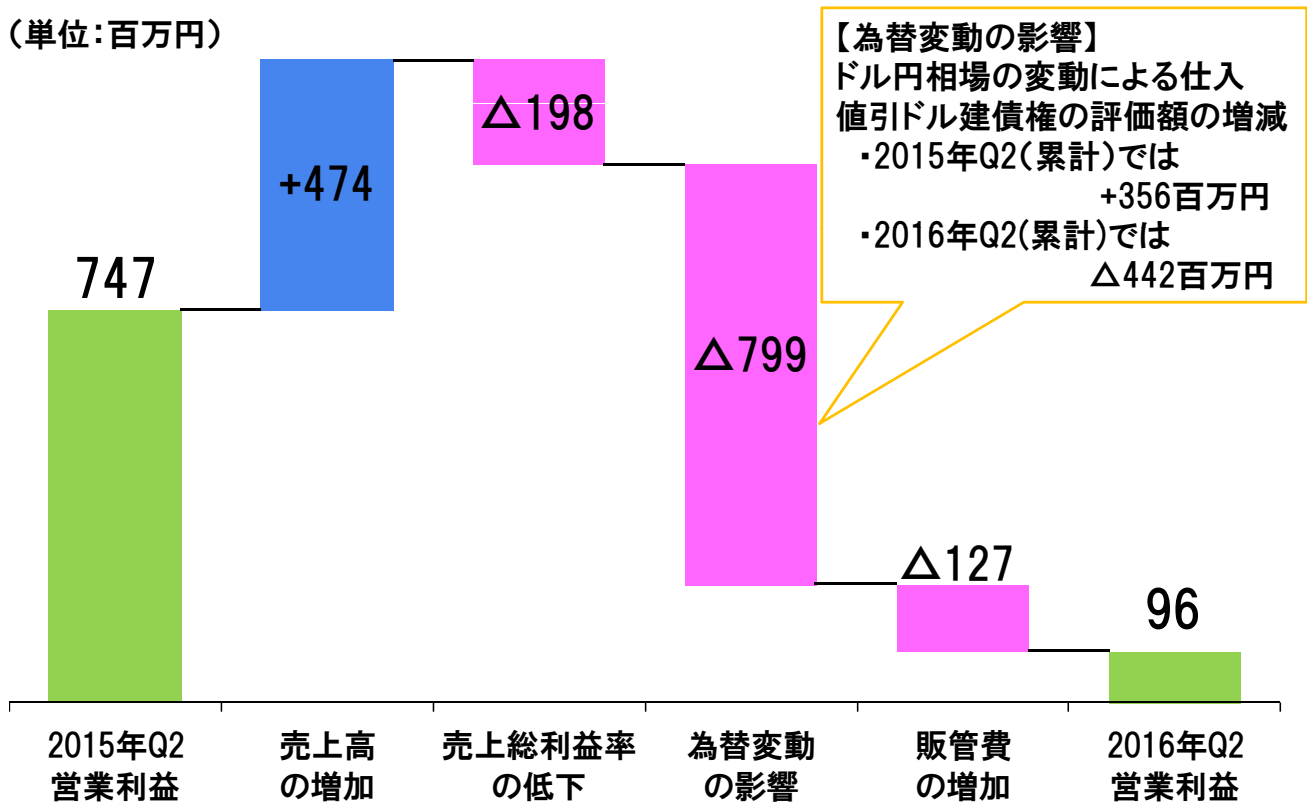 （単位：百万円）
【為替変動の影響】
ドル円相場の変動による仕入
値引ドル建債権の評価額の増減
・2015年Q2（累計）では
+356百万円
・2016年Q2(累計)では
△442百万円
747
+474
△198
△799
△127
96
2015年Q2
営業利益
売上高
の増加
売上総利益率
の低下
為替変動
の影響
販管費
の増加
2016年Q2
営業利益